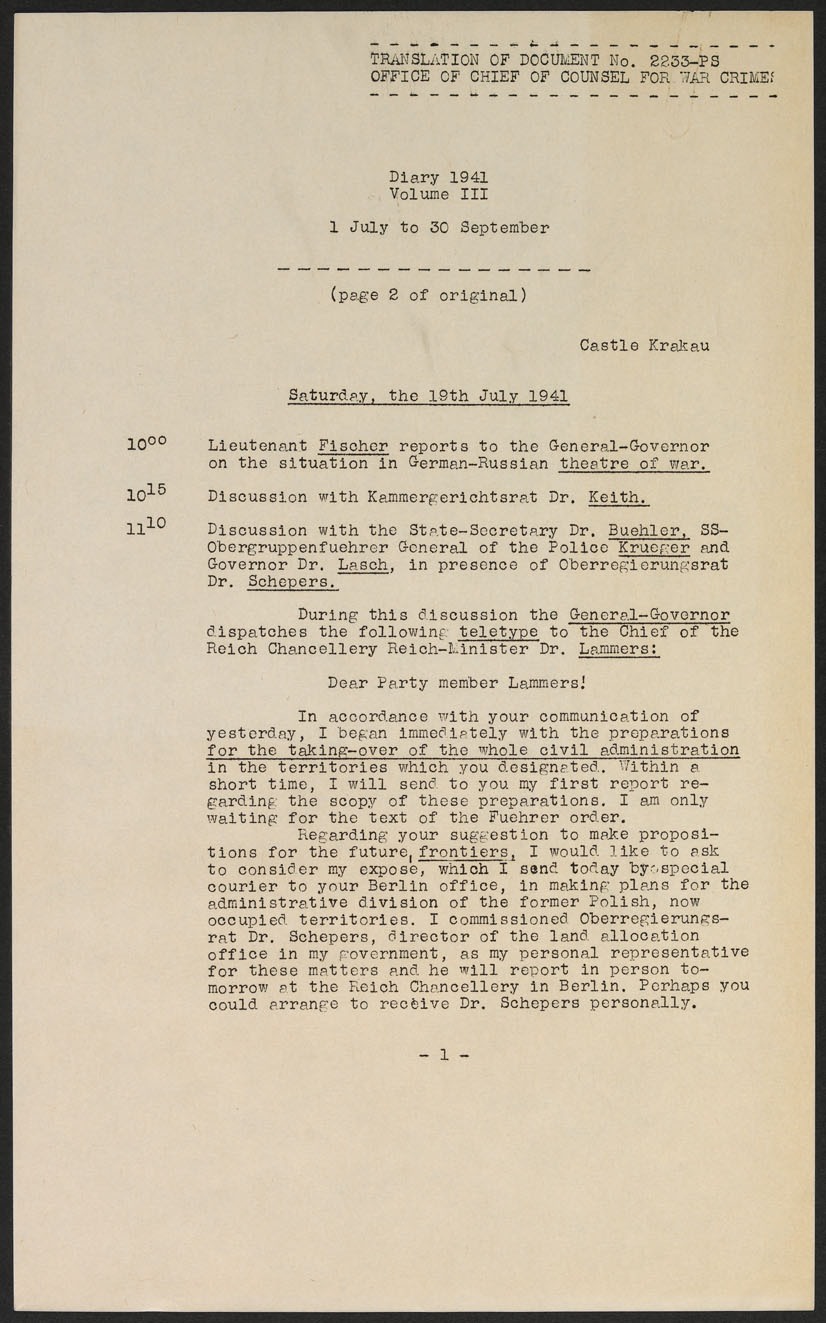 TRANSLATION OF DOCUMENT No. 2233-PS
OFFICE OF CHIEF OF COUNSEL FOR WAR CRIMES
Diary 1941
Volume III
1 July to 30 September
(page 2 of original)
Castle Krakau
Saturday, the 19th July 1941
10⁰⁰ Lieutenant Fischer reports to the General-Governor
on the situation in German-Russian theatre of war.
10¹⁵ Discussion with Kammergerichtsrat Dr. Keith.
11¹⁰ Discussion with the State-Secretary Dr. Buehler, SS-
Obergruppenfuehrer General of the Police Krueger and
Governor Dr. Lasch, in presence of Oberregierungsrat
Dr. Schepers.
During this discussion the General-Governor
dispatches the following teletype to the Chief of the
Reich Chancellery Reich-Minister Dr. Lammers:
Dear Party member Lammers!
In accordance with your communication of
yesterday, I began immediately with the preparations
for the taking-over of the whole civil administration
in the territories which you designated. Within a
short time, I will send to you my first report re-
garding the scopy of these preparations. I am only
waiting for the text of the Fuehrer order.
Regarding your suggestion to make proposi-
tions for the future, frontiers, I would like to ask
to consider my expose, which I send today by special
courier to your Berlin office, in making plans for the
administrative division of the former Polish, now
occupied territories. I commissioned Oberregierungs-
rat Dr. Schepers, director of the land allocation
office in my government, as my personal representative
for these matters and he will report in person to-
morrow at the Reich Chancellery in Berlin. Perhaps you
could arrange to receive Dr. Schepers personally.
- 1 -